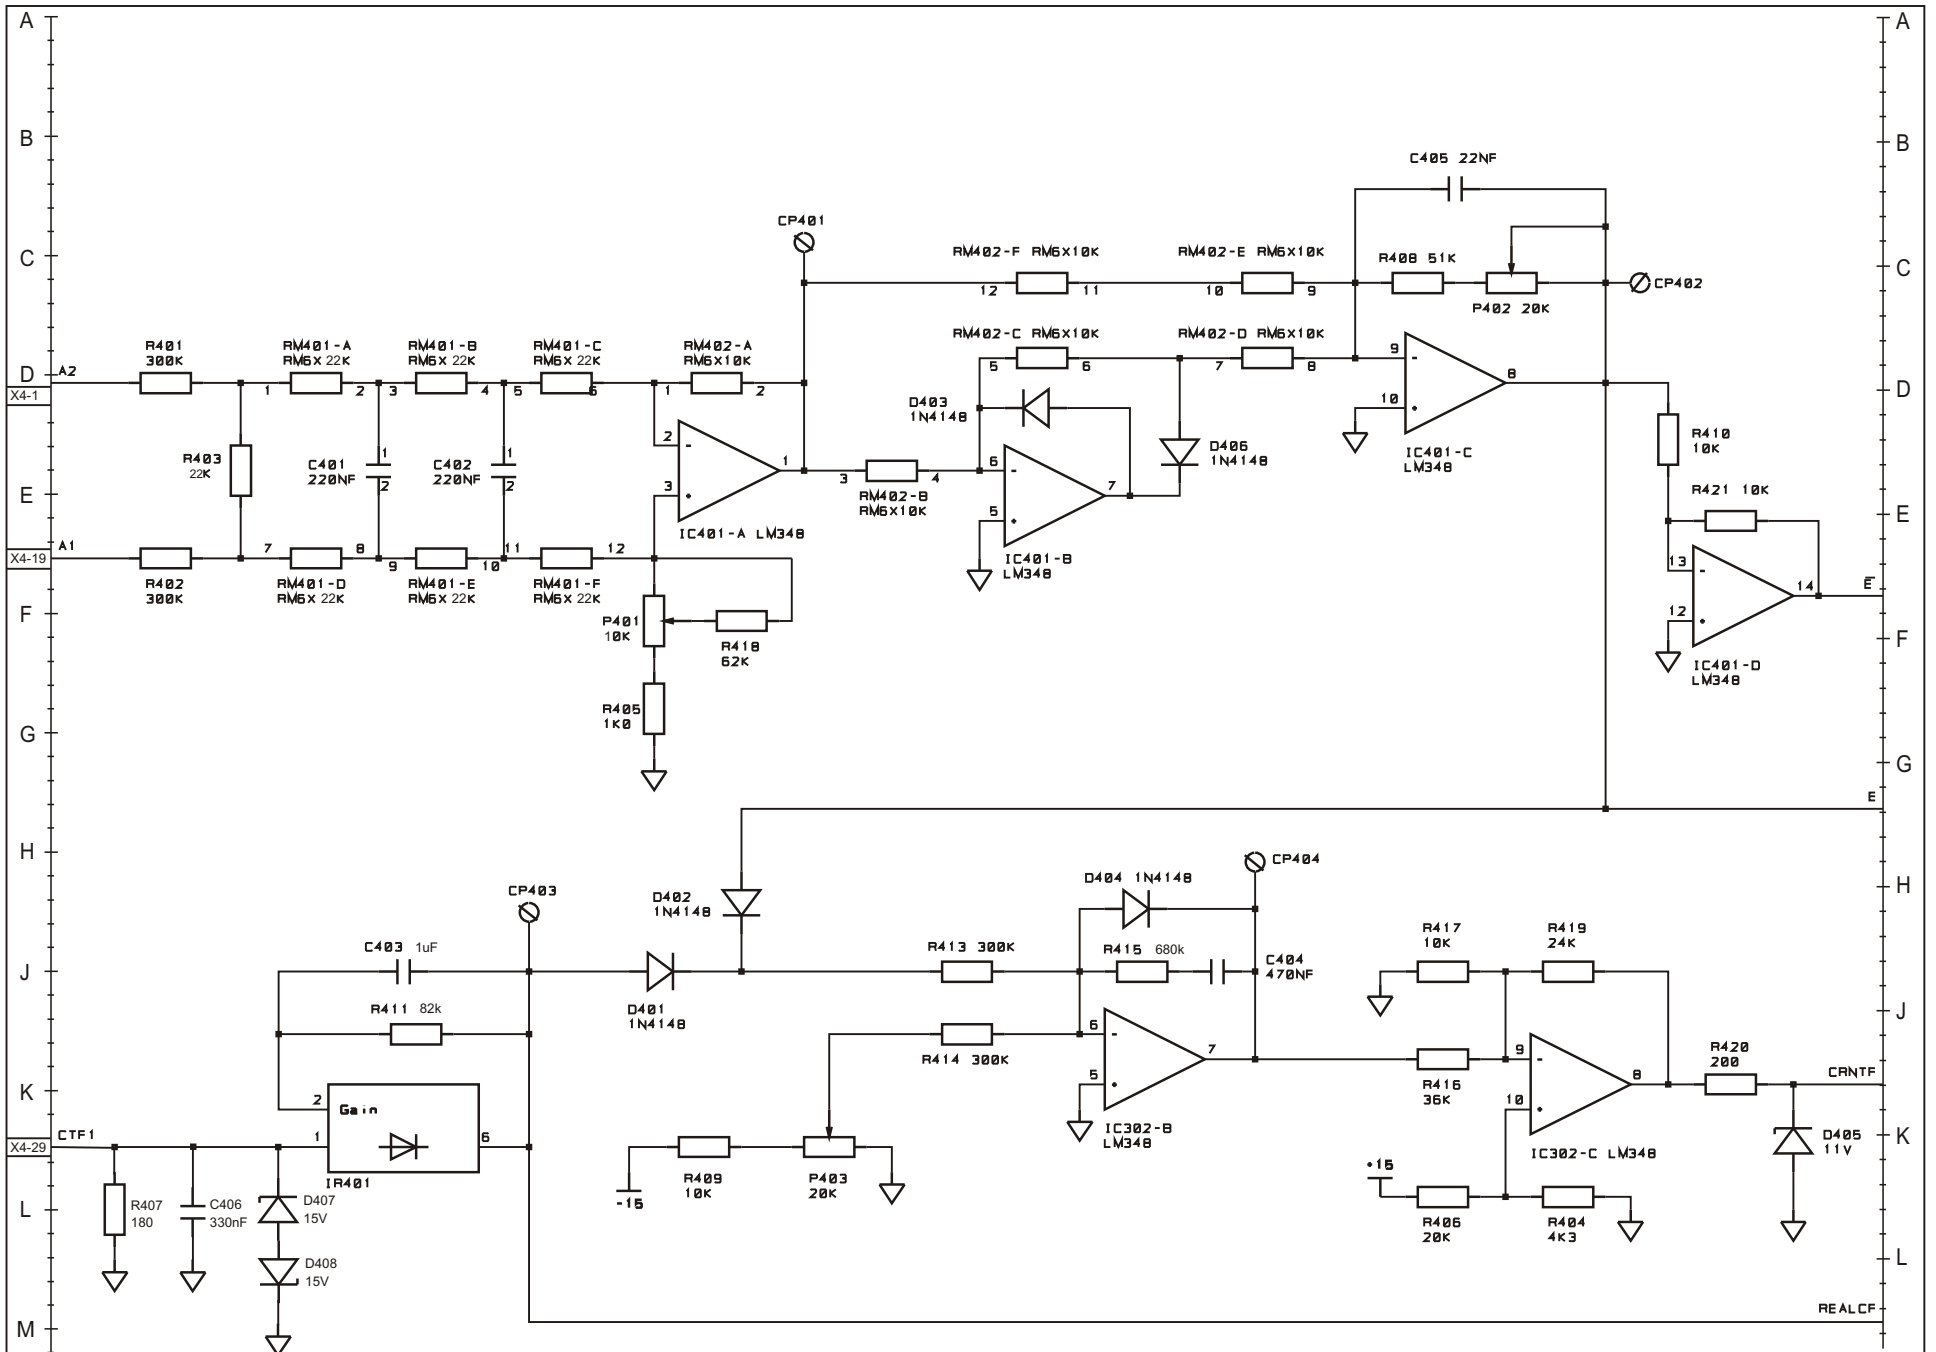 A
A
B
B
C405 22NF
CP401
C
C
RM402-F RM6X10K
RM402-E RM6X10K
R408 51K
12
11
10
9
CP402
P402 20K
R401
300K
RM401-A
RM6X 22K
RM401-B
RM6X 22K
RM401-C
RM6X 22K
RM402-A
RM6X10K
RM402-C RM6X10K
RM402-D RM6X10K
5
6
7
8
9
8
D
A2
X4-1
1
2
3
4
5
6
1
2
D
D403
1N4148
10
R403
22K
C401
220NF
1
2
C402
220NF
1
2
2
3
1
3
4
6
5
7
D406
1N4148
IC401-C
LM348
R410
10K
RM402-B
RM6X10K
R421 10K
E
E
IC401-A LM348
IC401-B
LM348
A1
X4-19
7
8
9
10
11
12
R402
300K
RM401-D
RM6X 22K
RM401-E
RM6X 22K
RM401-F
RM6X 22K
13
14
12
E
F
F
P401
10K
R418
62K
IC401-D
LM348
R405
1K0
G
G
E
H
H
CP404
CP403
D402
1N4148
D404 1N4148
C403 1uF
R413 300K
R415 680k
C404
470NF
R417
10K
R419
24K
J
J
R411 82k
D401
1N4148
R414 300K
6
5
7
9
10
8
R420
200
CRNTF
R416
36K
K
K
2
Gain
1
6
CTF1
X4-29
IC302-B
LM348
IC302-C LM348
D405
11V
IR401
R409
10K
P403
20K
-15
+15
L
L
R407
180
C406
330nF
D407
15V
R406
20K
R404
4K3
D408
15V
REALCF
M